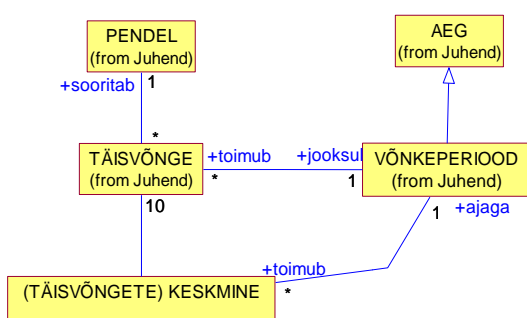 PENDEL
(from Juhend)
AEG
(from Juhend)
+sooritab
1
*
TÄISVÕNGE
(from Juhend)
+toimub
*
+jooksul
1
VÕNKEPERIOOD
(from Juhend)
10
1
+ajaga
+toimub
*
(TÄISVÕNGETE) KESKMINE